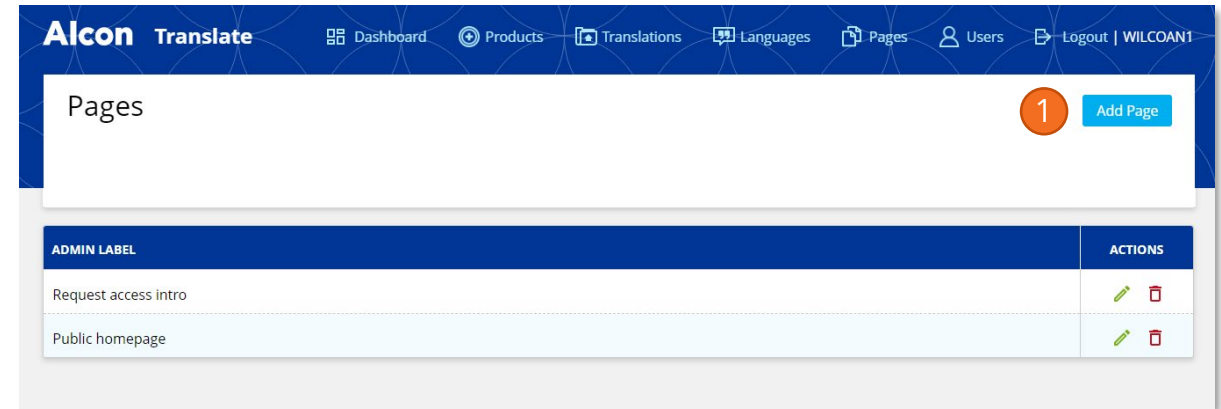 Alcon Translate Dashboard Products Translations Languages Pages Users Logout | WILCOAN1
Pages 1 Add Page
ADMIN LABEL ACTIONS
Request access intro
Public homepage